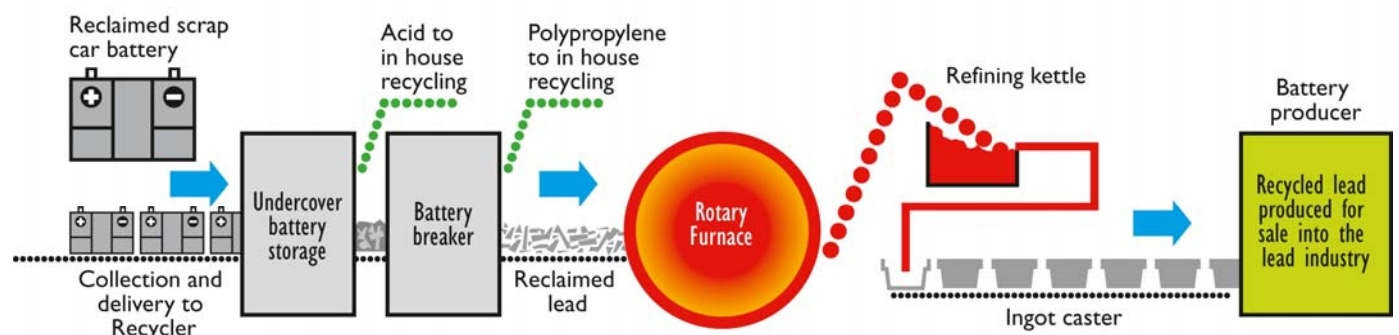 Reclaimed scrap
car battery
Acid to
in house
recycling
Polypropylene
to in house
recycling
Refining kettle
Battery
producer
Undercover
battery
storage
Battery
breaker
Rotary
Furnace
Recycled lead
produced for
sale into the
lead industry
Collection and
delivery to
Recycler
Reclaimed
lead
Ingot caster